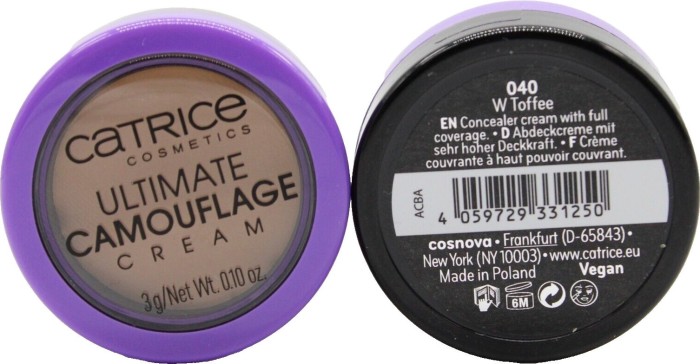 CATRICE
COSMETICS
ULTIMATE
CAMOUFLAGE
CREAM
3g/Net Wt. 0.10 oz.
040
W Toffee
EN Concealer cream with full
coverage. • D Abdeckcreme mit
sehr hoher Deckkraft. • F Crème
couvrante à haut pouvoir couvrant.
ACBA
4 059729 331250
cosnova • Frankfurt (D-65843) •
New York (NY 10003) • www.catrice.eu
Made in Poland
Vegan
6M